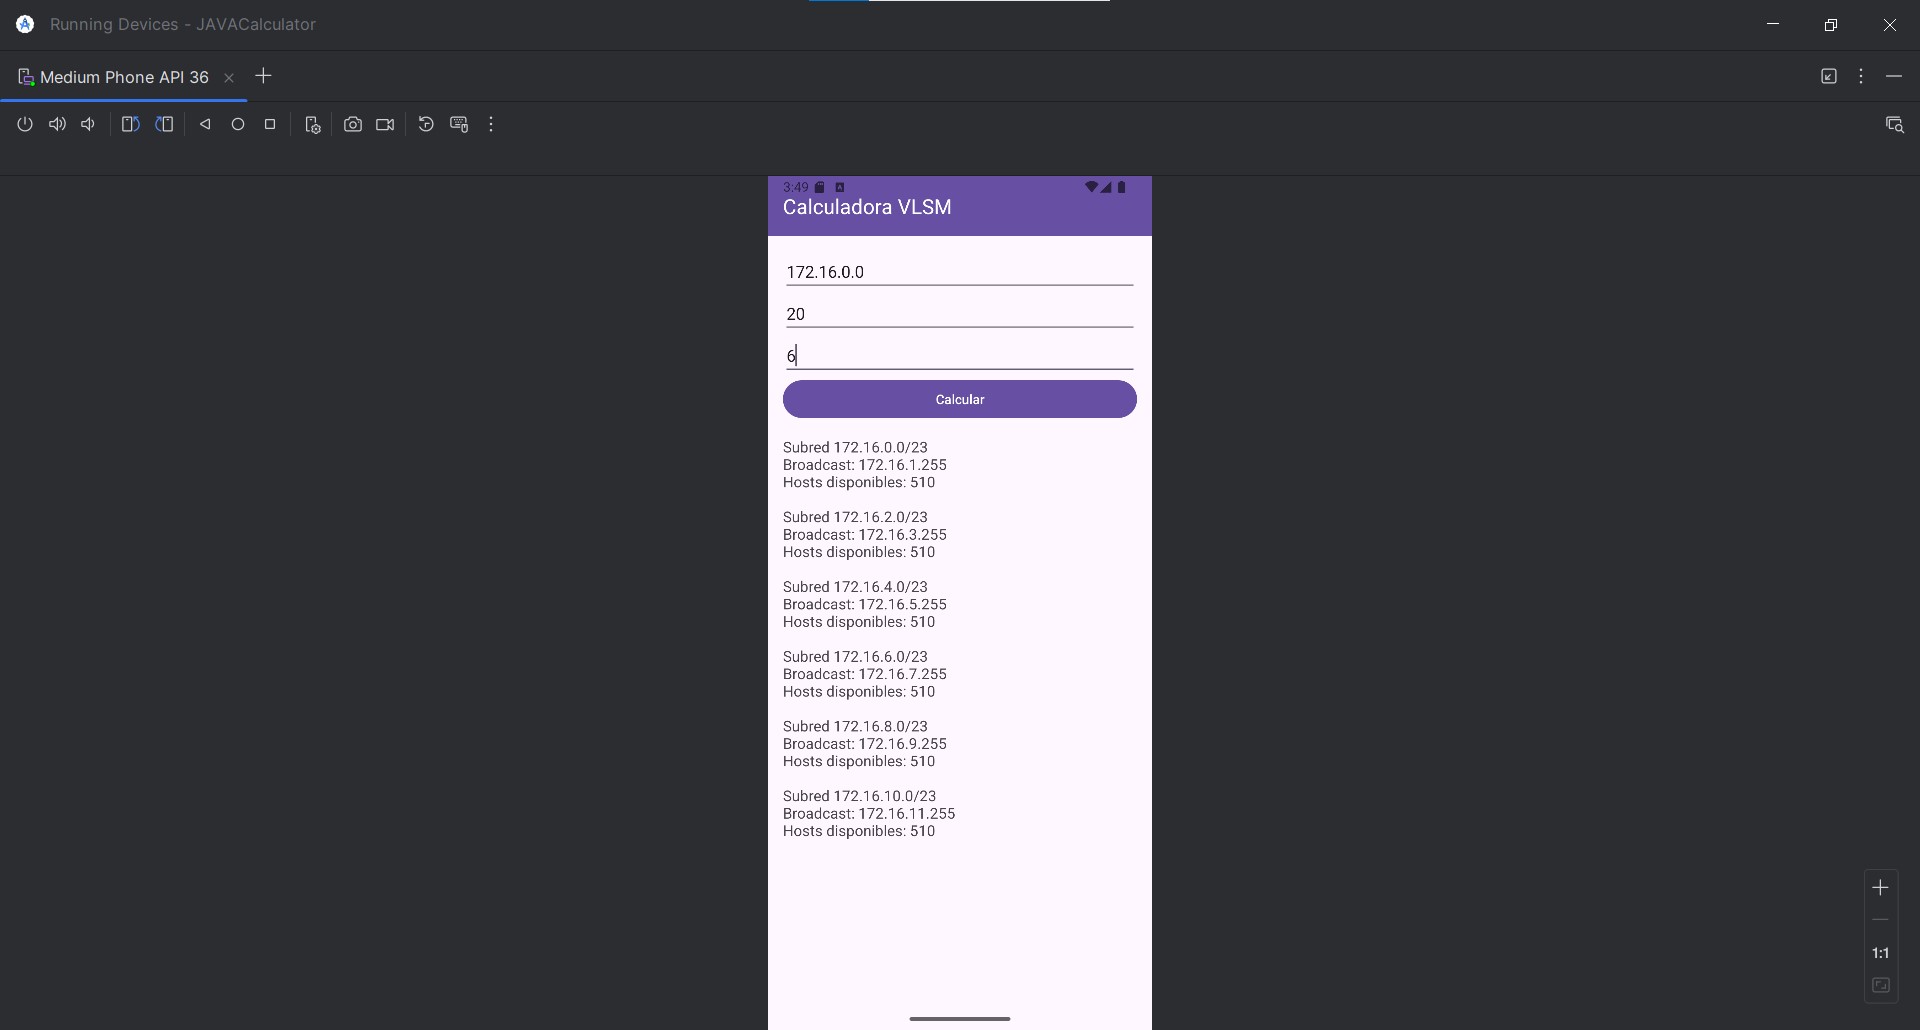 Running Devices - JAVACalculator
Medium Phone API 36
3:49
Calculadora VLSM
172.16.0.0
20
6
Calcular
Subred 172.16.0.0/23
Broadcast: 172.16.1.255
Hosts disponibles: 510
Subred 172.16.2.0/23
Broadcast: 172.16.3.255
Hosts disponibles: 510
Subred 172.16.4.0/23
Broadcast: 172.16.5.255
Hosts disponibles: 510
Subred 172.16.6.0/23
Broadcast: 172.16.7.255
Hosts disponibles: 510
Subred 172.16.8.0/23
Broadcast: 172.16.9.255
Hosts disponibles: 510
Subred 172.16.10.0/23
Broadcast: 172.16.11.255
Hosts disponibles: 510
1:1